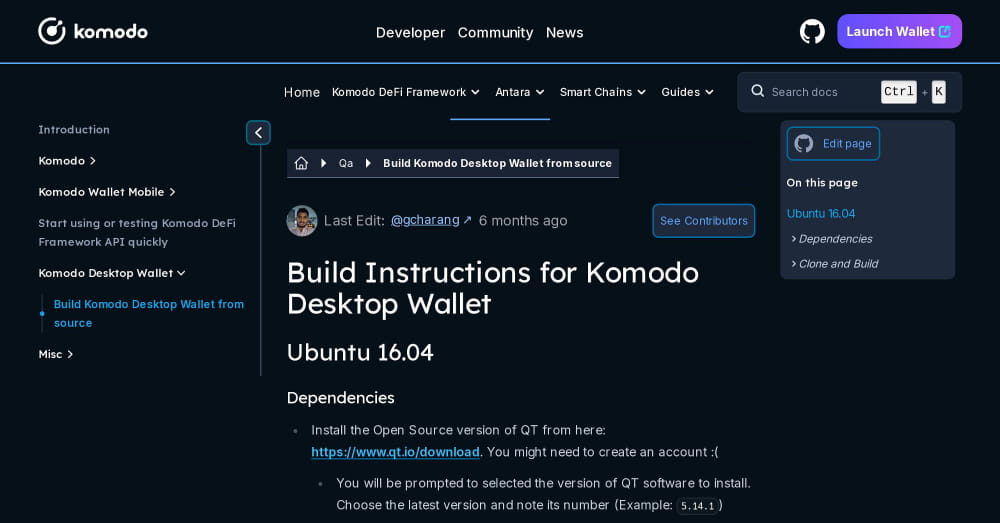 komodo
Developer Community News
Launch Wallet
Home Komodo DeFi Framework Antara Smart Chains Guides
Search docs Ctrl + K
Introduction
Komodo
Komodo Wallet Mobile
Start using or testing Komodo DeFi
Framework API quickly
Komodo Desktop Wallet
Build Komodo Desktop Wallet from
source
Misc
Qa Build Komodo Desktop Wallet from source
Last Edit: @gcharang ↗ 6 months ago
See Contributors
Build Instructions for Komodo
Desktop Wallet
Ubuntu 16.04
Dependencies
Install the Open Source version of QT from here:
https://www.qt.io/download. You might need to create an account :(
You will be prompted to selected the version of QT software to install.
Choose the latest version and note its number (Example: 5.14.1)
Edit page
On this page
Ubuntu 16.04
Dependencies
Clone and Build